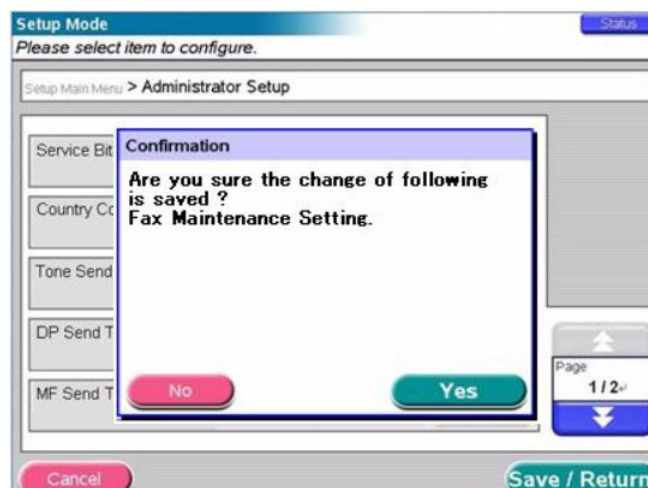 Setup Mode
Status
Please select item to configure.
Setup Main Menu > Administrator Setup
Service Bit
Confirmation
Are you sure the change of following
is saved ?
Fax Maintenance Setting.
Country Co
Tone Send
DP Send T
MF Send T
No
Yes
Page
1/2
Cancel
Save / Return